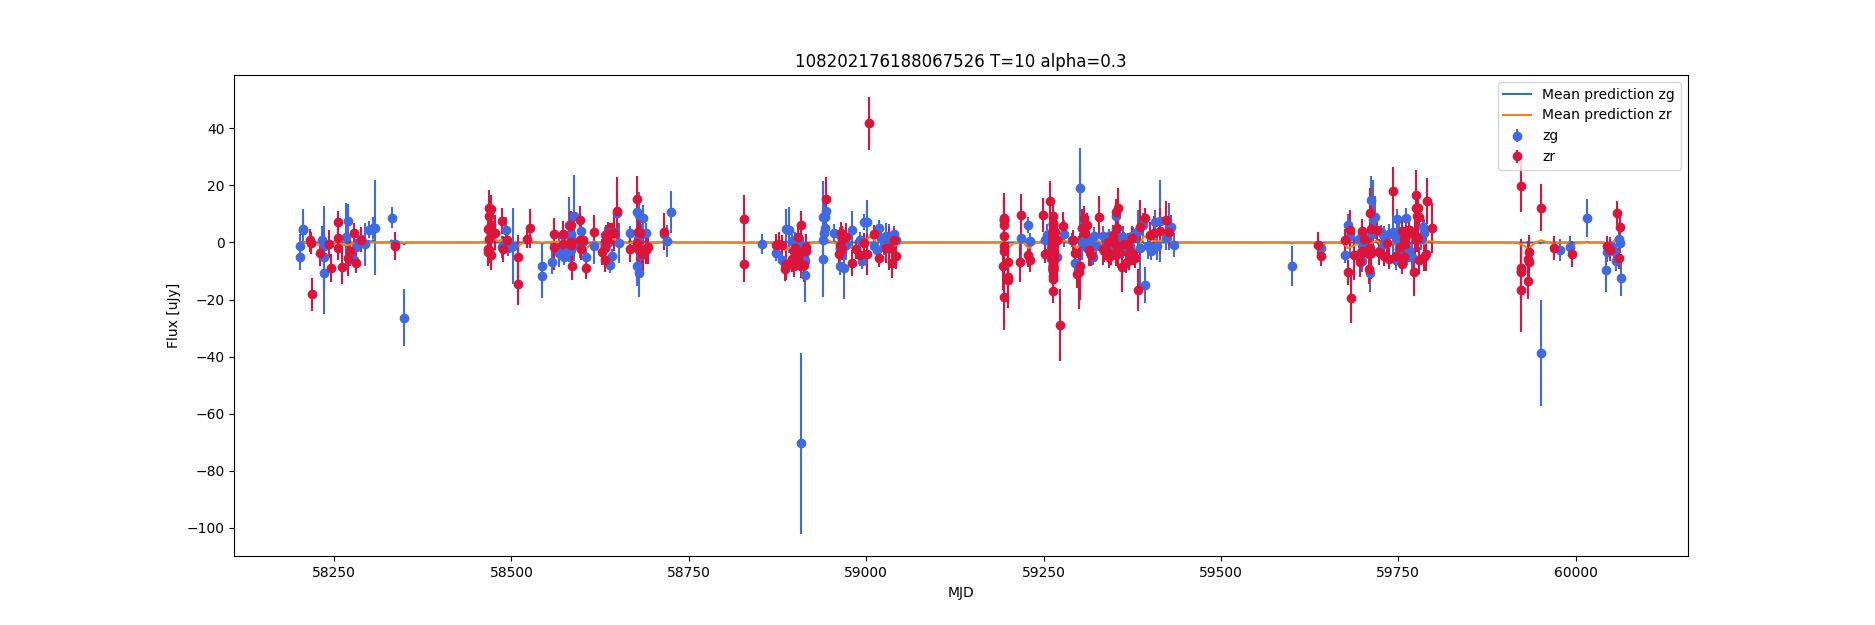 108202176188067526 T=10 alpha=0.3
Mean prediction zg
Mean prediction zr
zg
zr
40
20
0
−20
−40
−60
−80
−100
Flux [uJy]
58250 58500 58750 59000 59250 59500 59750 60000
MJD